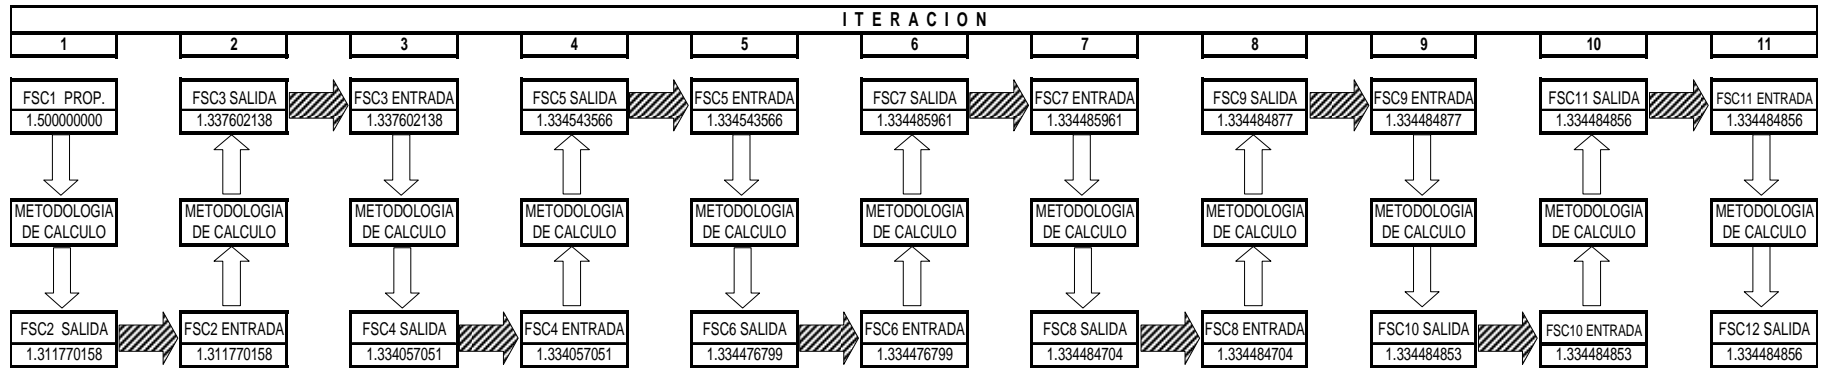 I T E R A C I O N
1 2 3 4 5 6 7 8 9 10 11
FSC1 PROP. FSC3 SALIDA FSC3 ENTRADA FSC5 SALIDA FSC5 ENTRADA FSC7 SALIDA FSC7 ENTRADA FSC9 SALIDA FSC9 ENTRADA FSC11 SALIDA FSC11 ENTRADA
1.500000000 1.337602138 1.337602138 1.334543566 1.334543566 1.334485961 1.334485961 1.334484877 1.334484877 1.334484856 1.334484856
METODOLOGIA METODOLOGIA METODOLOGIA METODOLOGIA METODOLOGIA METODOLOGIA METODOLOGIA METODOLOGIA METODOLOGIA METODOLOGIA METODOLOGIA
DE CALCULO DE CALCULO DE CALCULO DE CALCULO DE CALCULO DE CALCULO DE CALCULO DE CALCULO DE CALCULO DE CALCULO DE CALCULO
FSC2 SALIDA FSC2 ENTRADA FSC4 SALIDA FSC4 ENTRADA FSC6 SALIDA FSC6 ENTRADA FSC8 SALIDA FSC8 ENTRADA FSC10 SALIDA FSC10 ENTRADA FSC12 SALIDA
1.311770158 1.311770158 1.334057051 1.334057051 1.334476799 1.334476799 1.334484704 1.334484704 1.334484853 1.334484853 1.334484856